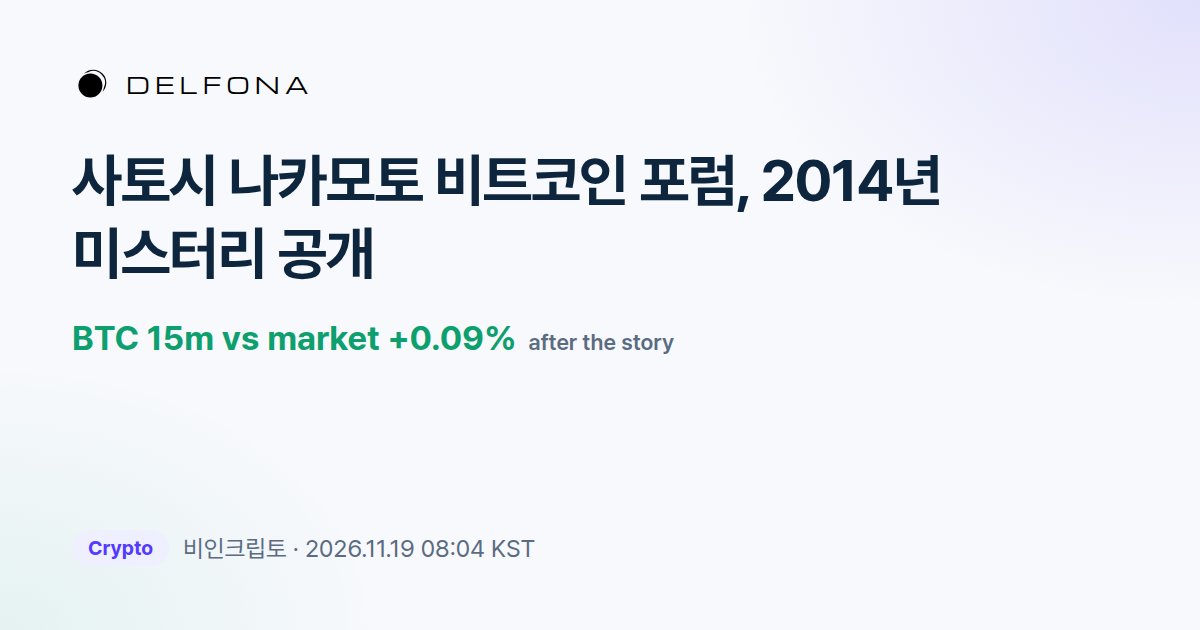 DELFONA
사토시 나카모토 비트코인 포럼, 2014년
미스터리 공개
BTC 15m vs market +0.09% after the story
Crypto 비인크립토 · 2026.11.19 08:04 KST